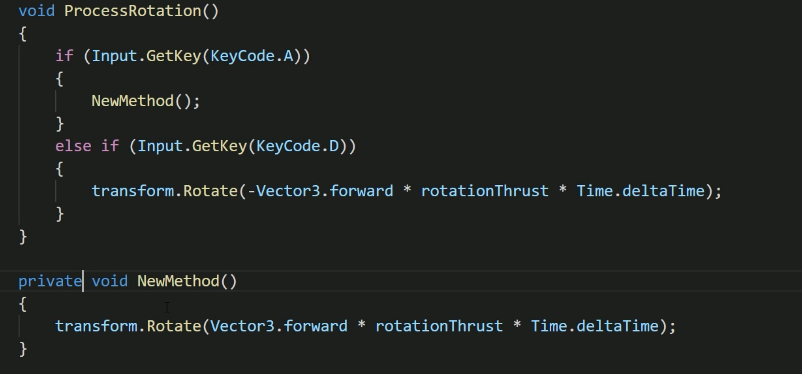 void ProcessRotation()
{
    if (Input.GetKey(KeyCode.A))
    {
        NewMethod();
    }
    else if (Input.GetKey(KeyCode.D))
    {
        transform.Rotate(-Vector3.forward * rotationThrust * Time.deltaTime);
    }
}

private void NewMethod()
{
    transform.Rotate(Vector3.forward * rotationThrust * Time.deltaTime);
}